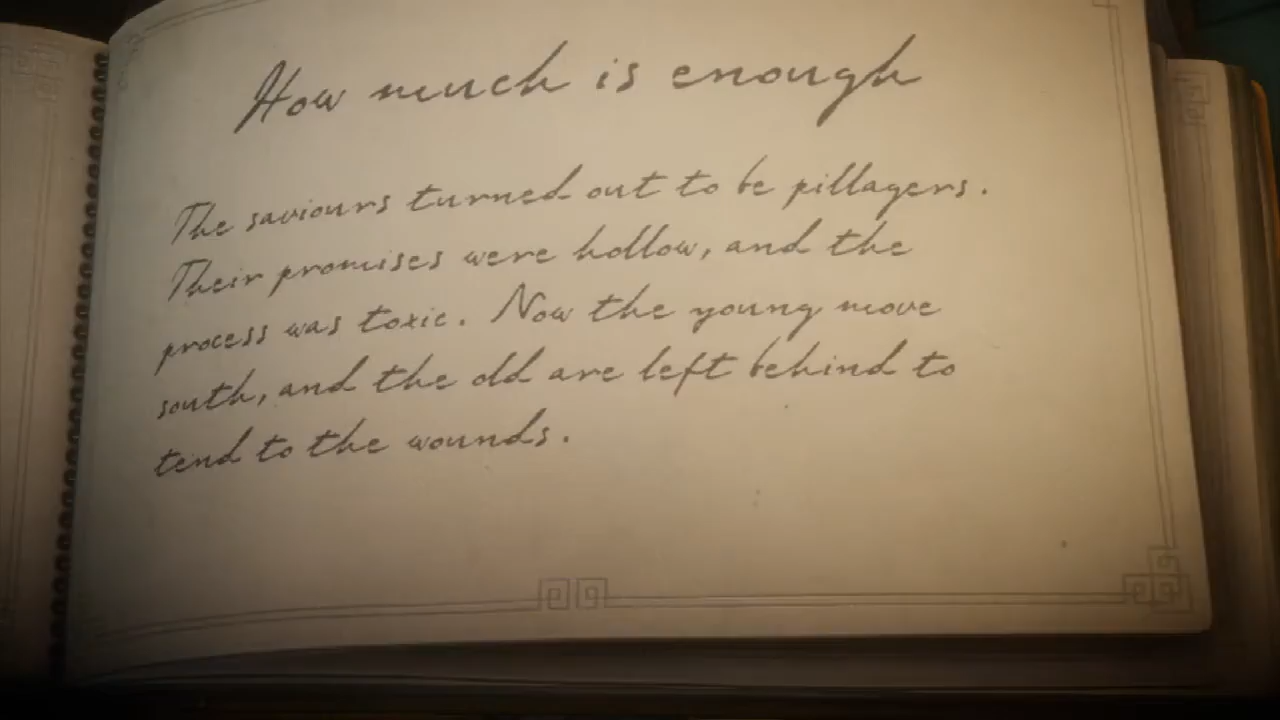 How much is enough
The saviours turned out to be pillagers.
Their promises were hollow, and the
process was toxic. Now the young move
south, and the old are left behind to
tend to the wounds.